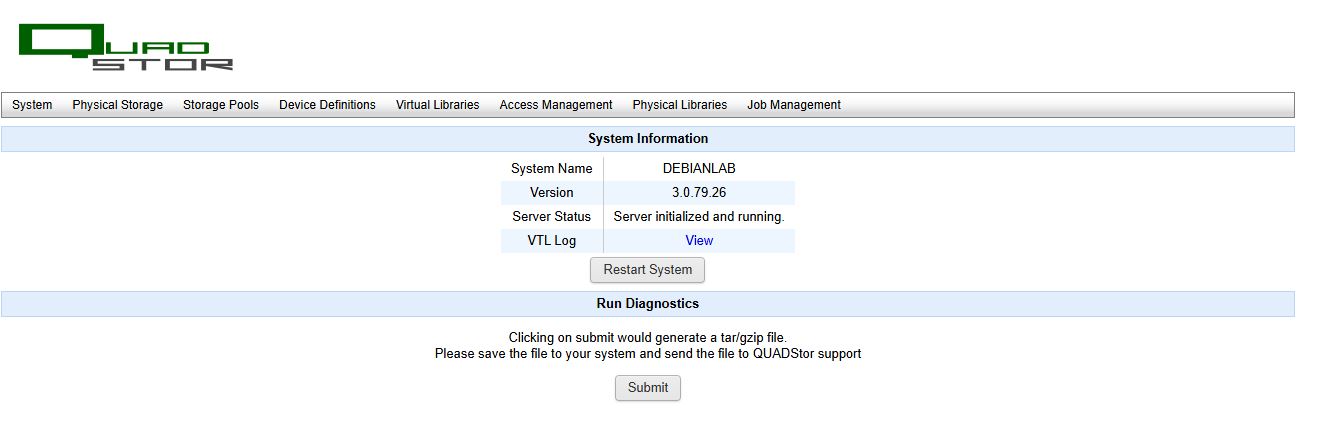 QUAD
STOR
System Physical Storage Storage Pools Device Definitions Virtual Libraries Access Management Physical Libraries Job Management
System Information
System Name DEBIANLAB
Version 3.0.79.26
Server Status Server initialized and running.
VTL Log View
Restart System
Run Diagnostics
Clicking on submit would generate a tar/gzip file.
Please save the file to your system and send the file to QUADStor support
Submit